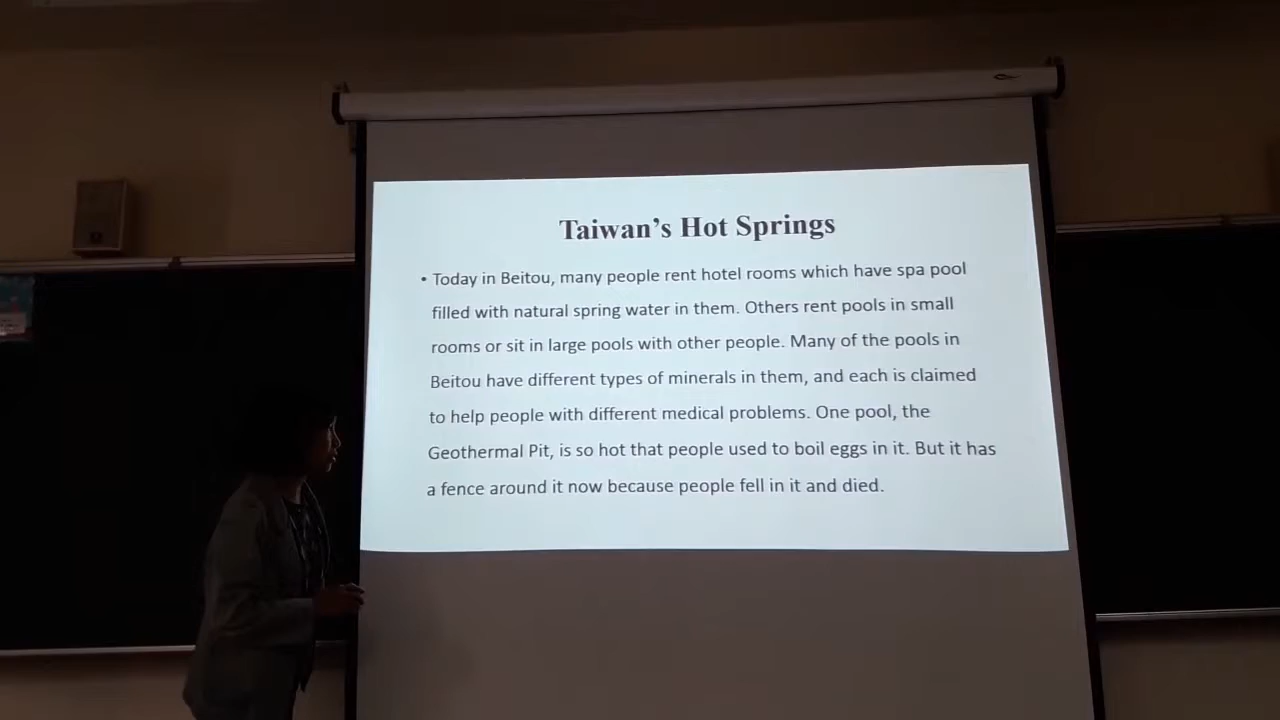 Taiwan's Hot Springs
• Today in Beitou, many people rent hotel rooms which have spa pool
filled with natural spring water in them. Others rent pools in small
rooms or sit in large pools with other people. Many of the pools in
Beitou have different types of minerals in them, and each is claimed
to help people with different medical problems. One pool, the
Geothermal Pit, is so hot that people used to boil eggs in it. But it has
a fence around it now because people fell in it and died.